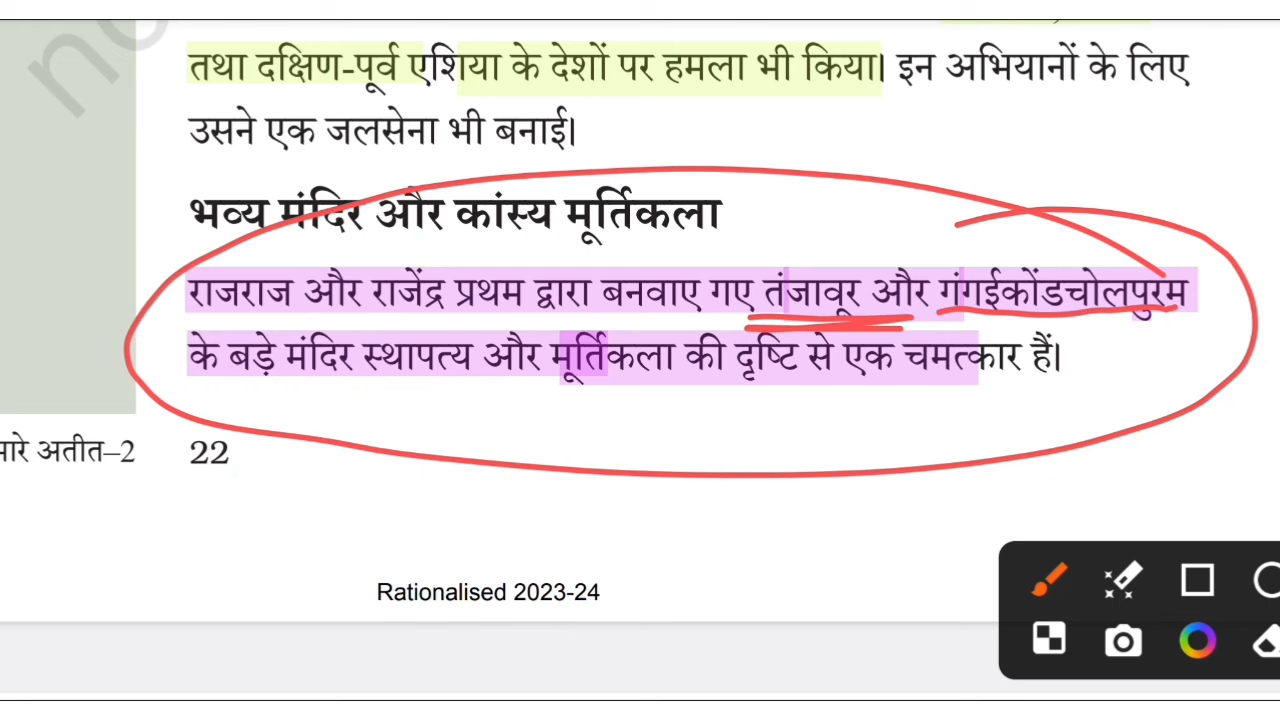 तथा दक्षिण-पूर्व एशिया के देशों पर हमला भी किया। इन अभियानों के लिए
उसने एक जलसेना भी बनाई।
भव्य मंदिर और कांस्य मूर्तिकला
राजराज और राजेंद्र प्रथम द्वारा बनवाए गए तंजावूर और गंगईकोंडचोलपुरम
के बड़े मंदिर स्थापत्य और मूर्तिकला की दृष्टि से एक चमत्कार हैं।
मारे अतीत–2 22
Rationalised 2023-24